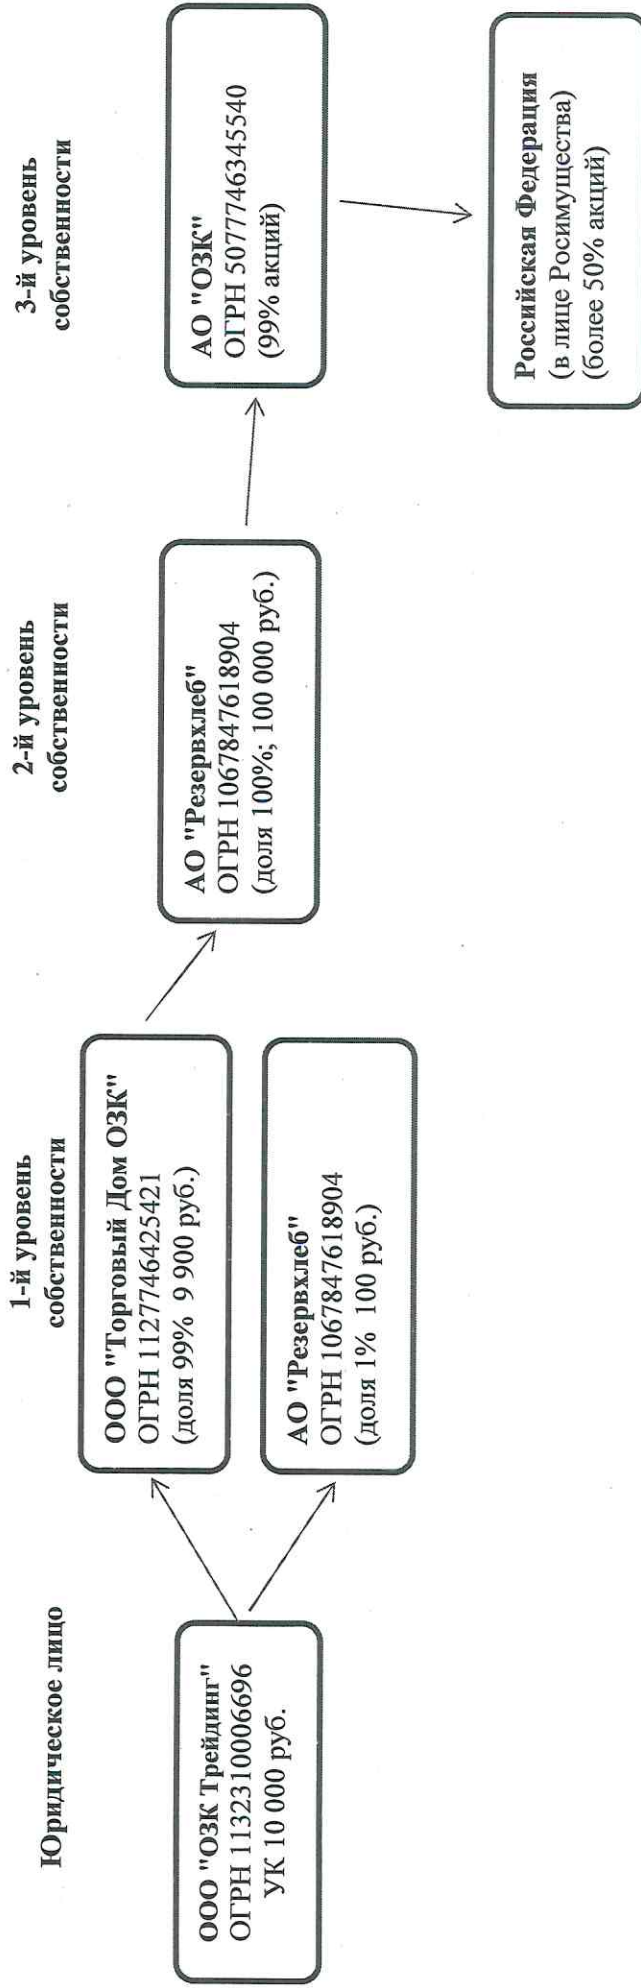 Юридическое лицо
1-й уровень
собственности
2-й уровень
собственности
3-й уровень
собственности
ООО "ОЗК Трейдинг"
ОГРН 1132310006696
УК 10 000 руб.
ООО "Торговый Дом ОЗК"
ОГРН 1127746425421
(доля 99% 9 900 руб.)
АО "Резервхлеб"
ОГРН 1067847618904
(доля 1% 100 руб.)
АО "Резервхлеб"
ОГРН 1067847618904
(доля 100%; 100 000 руб.)
АО "ОЗК"
ОГРН 5077746345540
(99% акций)
Российская Федерация
(в лице Росимущества)
(более 50% акций)